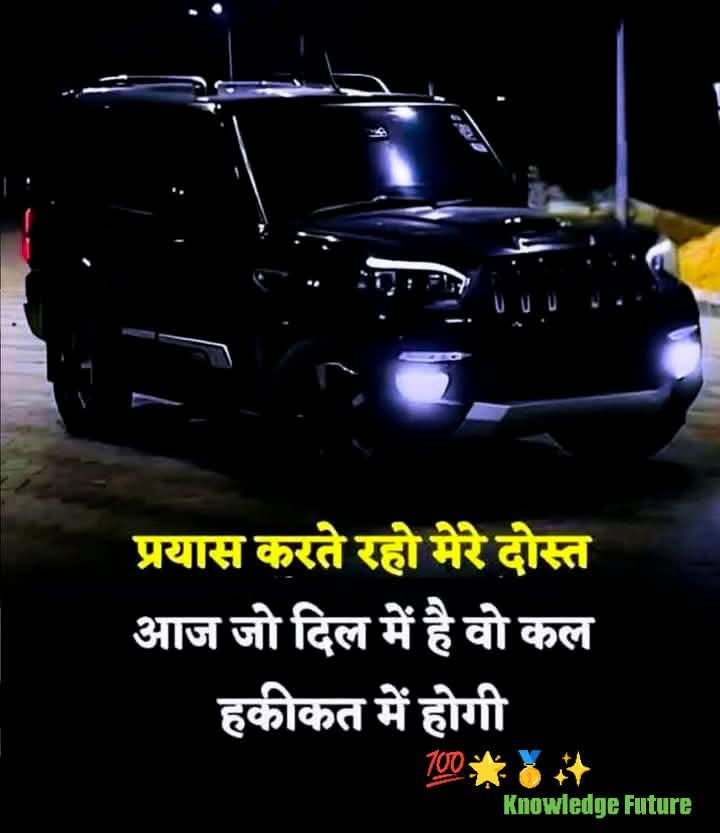 प्रयास करते रहो मेरे दोस्त
आज जो दिल में है वो कल
हकीकत में होगी
💯🌟🥇✨
Knowledge Future